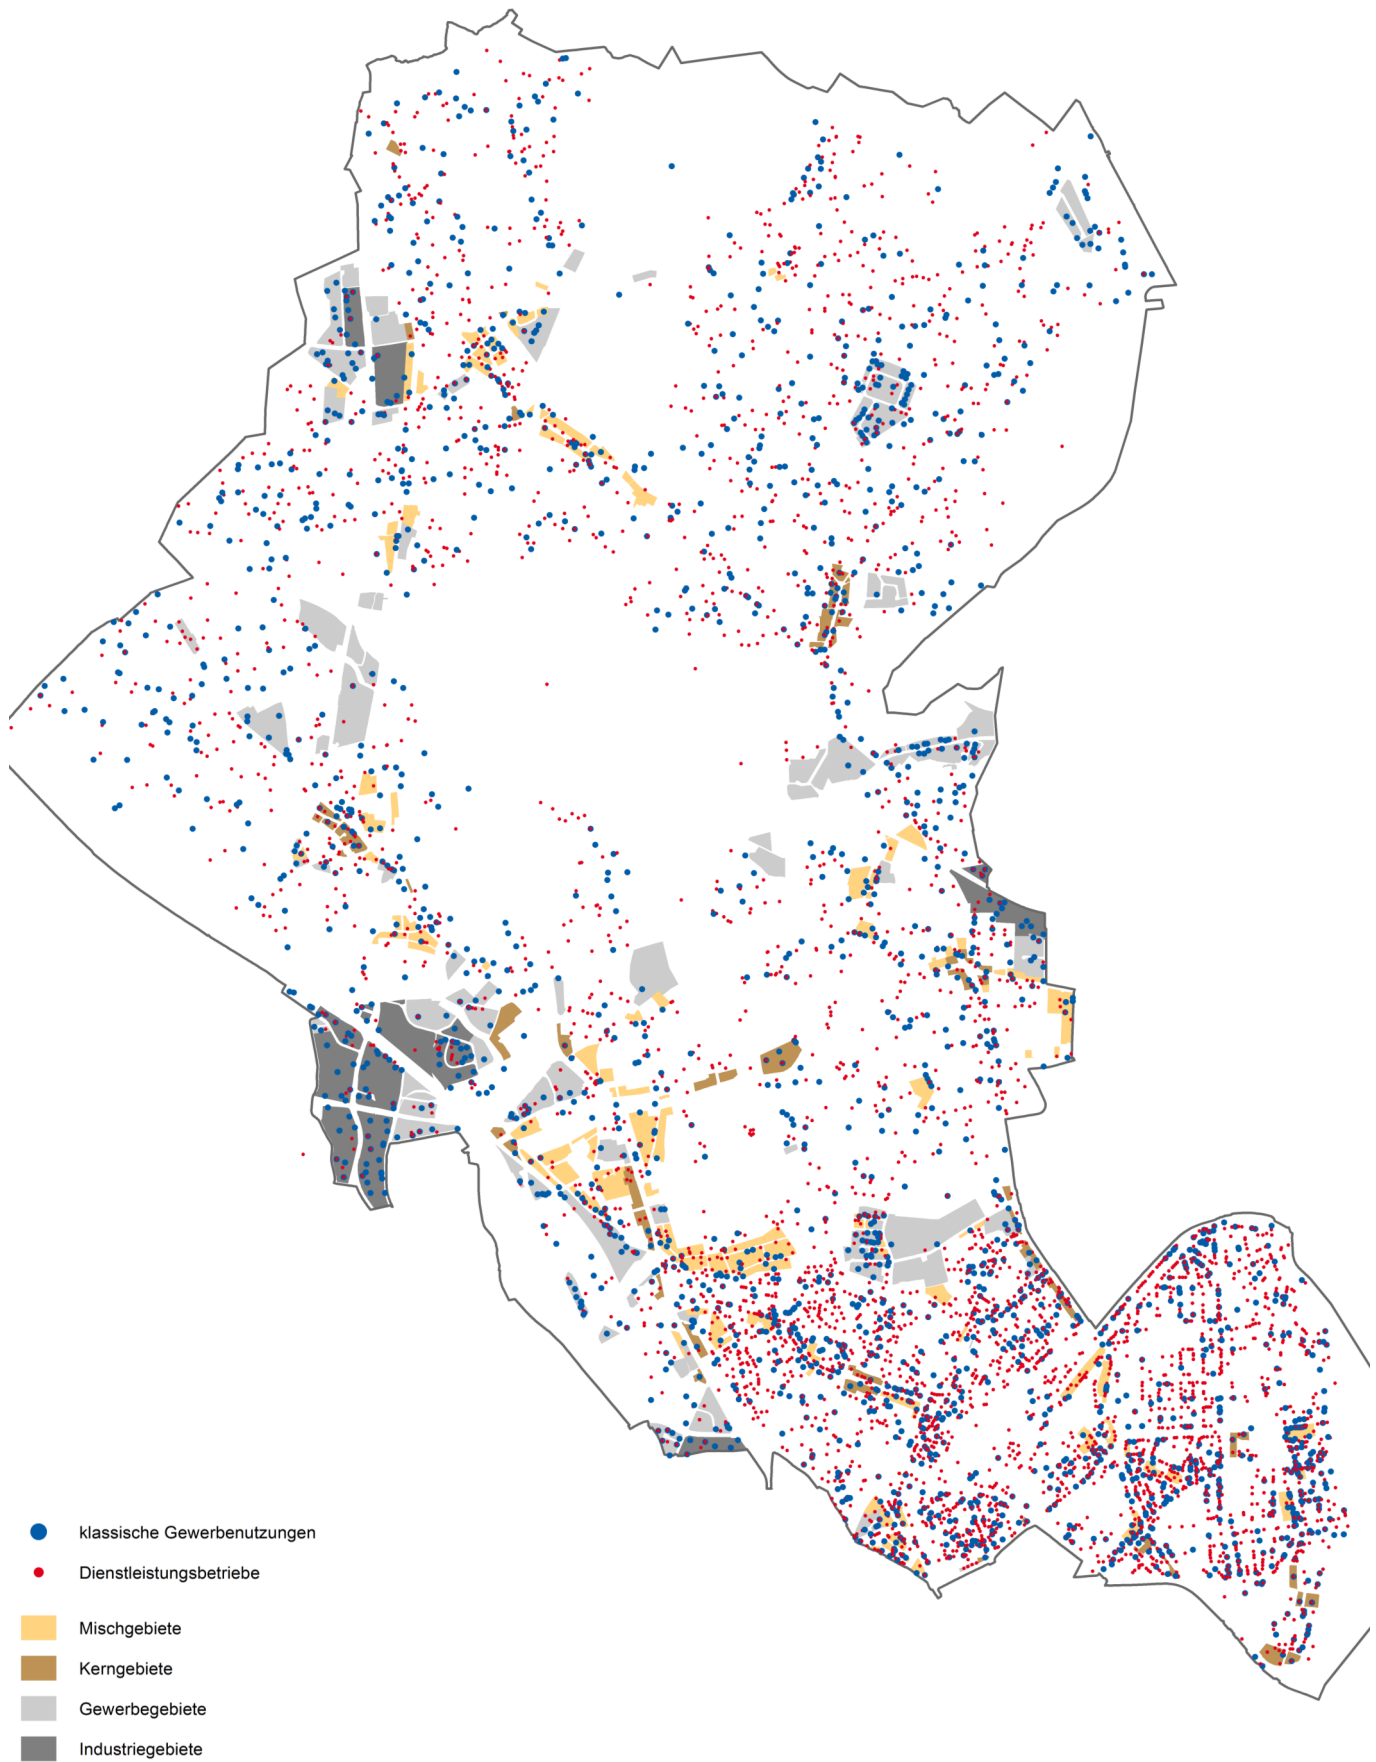 klassische Gewerbenutzungen
Dienstleistungsbetriebe
Mischgebiete
Kerngebiete
Gewerbegebiete
Industriegebiete